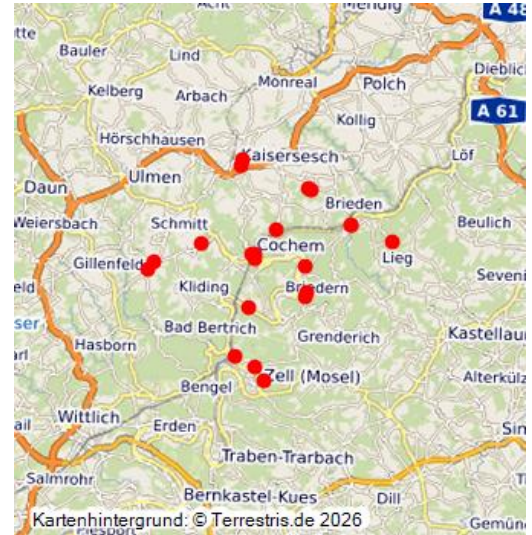 A 48
Bauler
Lind
Dieblich
Monreal
Polch
Kelberg
Arbach
Kollig
A 61
Hörschhausen
Kaisersesch
Löf
Daun
Ulmen
Brieden
Weiersbach
Schmitt
Beulich
Cochem
Gillenfeld
Lieg
Kliding
Briedern
Bad Bertrich
Grenderich
Kastellaun
Hasborn
Zell (Mosel)
Bengel
Alterkülz
Wittlich
Erden
Traben-Trarbach
Salmrohr
Bernkastel-Kues
Dill
Kartenhintergrund: © Terrestris.de 2026